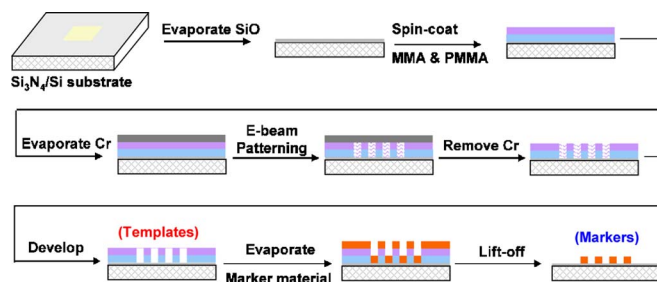 Evaporate SiO
Spin-coat
MMA & PMMA
Si₃N₄/Si substrate
Evaporate Cr
E-beam
Patterning
Remove Cr
Develop
(Templates)
Evaporate
Marker material
Lift-off
(Markers)